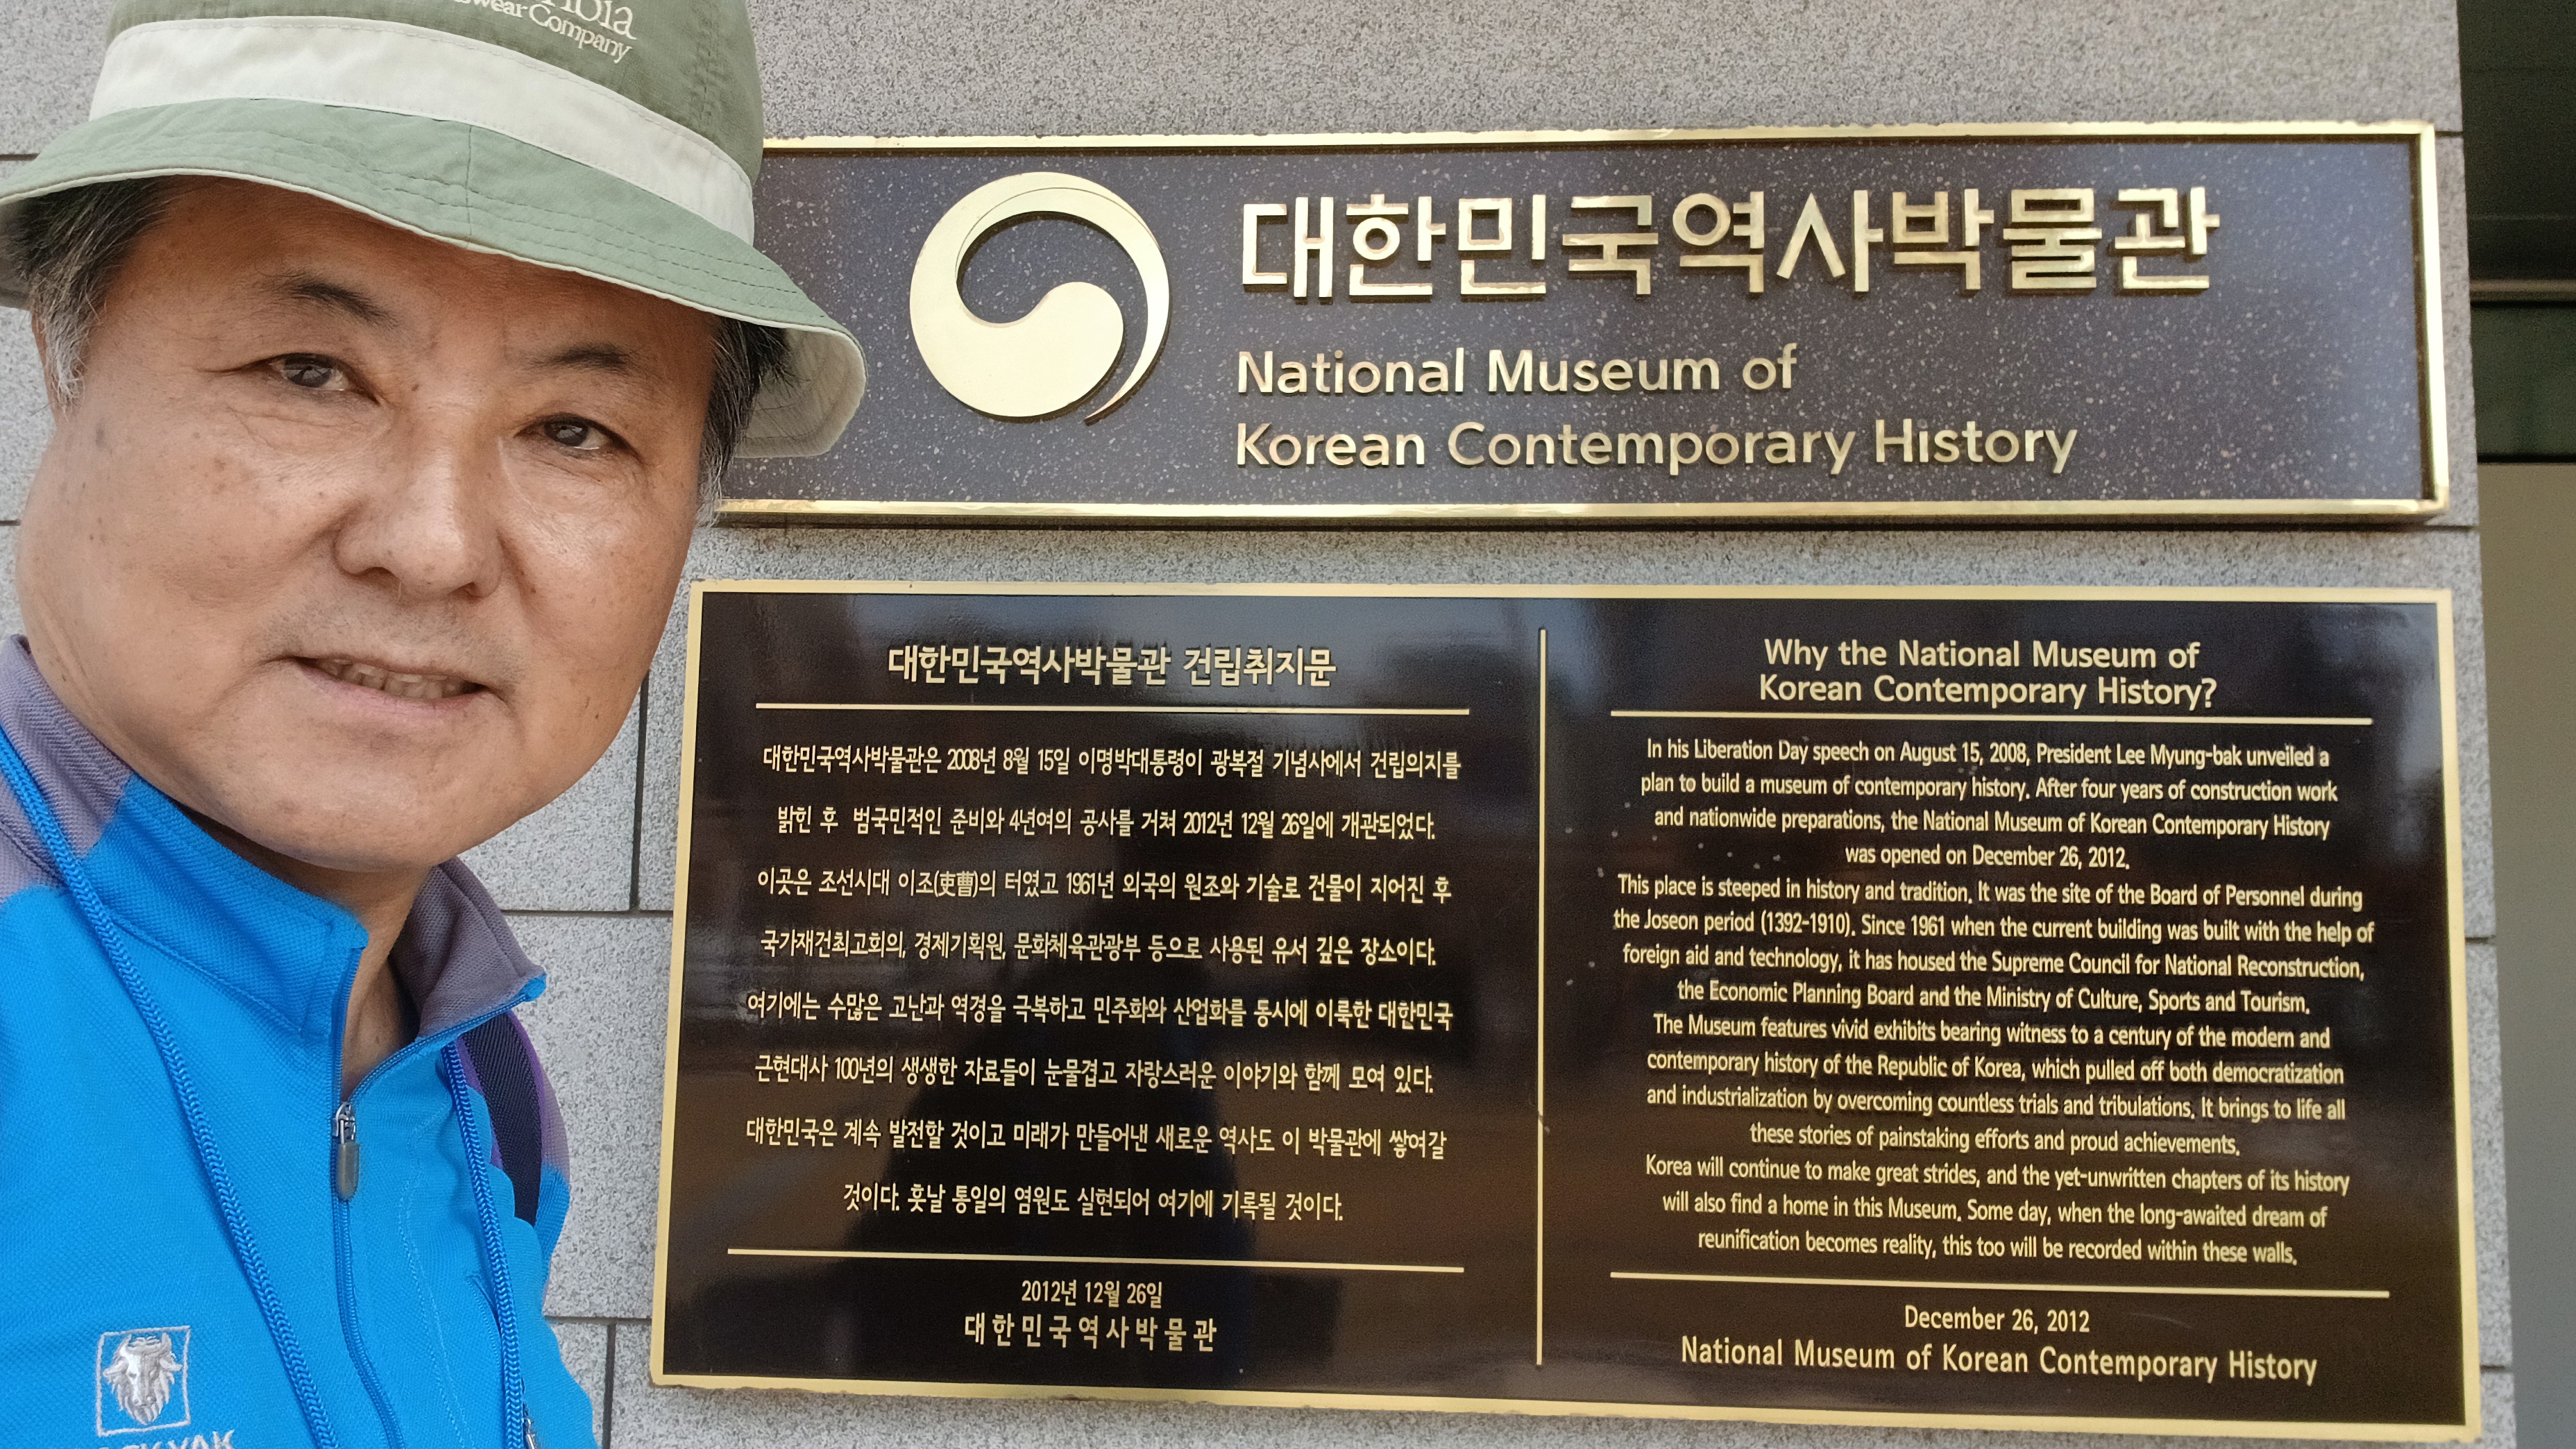 Company
대한민국역사박물관
National Museum of
Korean Contemporary History
대한민국역사박물관 건립취지문
대한민국역사박물관은 2008년 8월 15일 이명박대통령이 광복절 기념사에서 건립의지를
밝힌 후 범국민적인 준비와 4년여의 공사를 거쳐 2012년 12월 26일에 개관되었다.
이곳은 조선시대 이조(吏曹)의 터였고 1961년 외국의 원조와 기술로 건물이 지어진 후
국가재건최고회의, 경제기획원, 문화체육관광부 등으로 사용된 유서 깊은 장소이다.
여기에는 수많은 고난과 역경을 극복하고 민주화와 산업화를 동시에 이룩한 대한민국
근현대사 100년의 생생한 자료들이 눈물겹고 자랑스러운 이야기와 함께 모여 있다.
대한민국은 계속 발전할 것이고 미래가 만들어낸 새로운 역사도 이 박물관에 쌓여갈
것이다. 훗날 통일의 염원도 실현되어 여기에 기록될 것이다.
2012년 12월 26일
대한민국역사박물관
Why the National Museum of
Korean Contemporary History?
In his Liberation Day speech on August 15, 2008, President Lee Myung-bak unveiled a
plan to build a museum of contemporary history. After four years of construction work
and nationwide preparations, the National Museum of Korean Contemporary History
was opened on December 26, 2012.
This place is steeped in history and tradition. It was the site of the Board of Personnel during
the Joseon period (1392-1910). Since 1961 when the current building was built with the help of
foreign aid and technology, it has housed the Supreme Council for National Reconstruction,
the Economic Planning Board and the Ministry of Culture, Sports and Tourism.
The Museum features vivid exhibits bearing witness to a century of the modern and
contemporary history of the Republic of Korea, which pulled off both democratization
and industrialization by overcoming countless trials and tribulations. It brings to life all
these stories of painstaking efforts and proud achievements.
Korea will continue to make great strides, and the yet-unwritten chapters of its history
will also find a home in this Museum. Some day, when the long-awaited dream of
reunification becomes reality, this too will be recorded within these walls.
December 26, 2012
National Museum of Korean Contemporary History
YAK